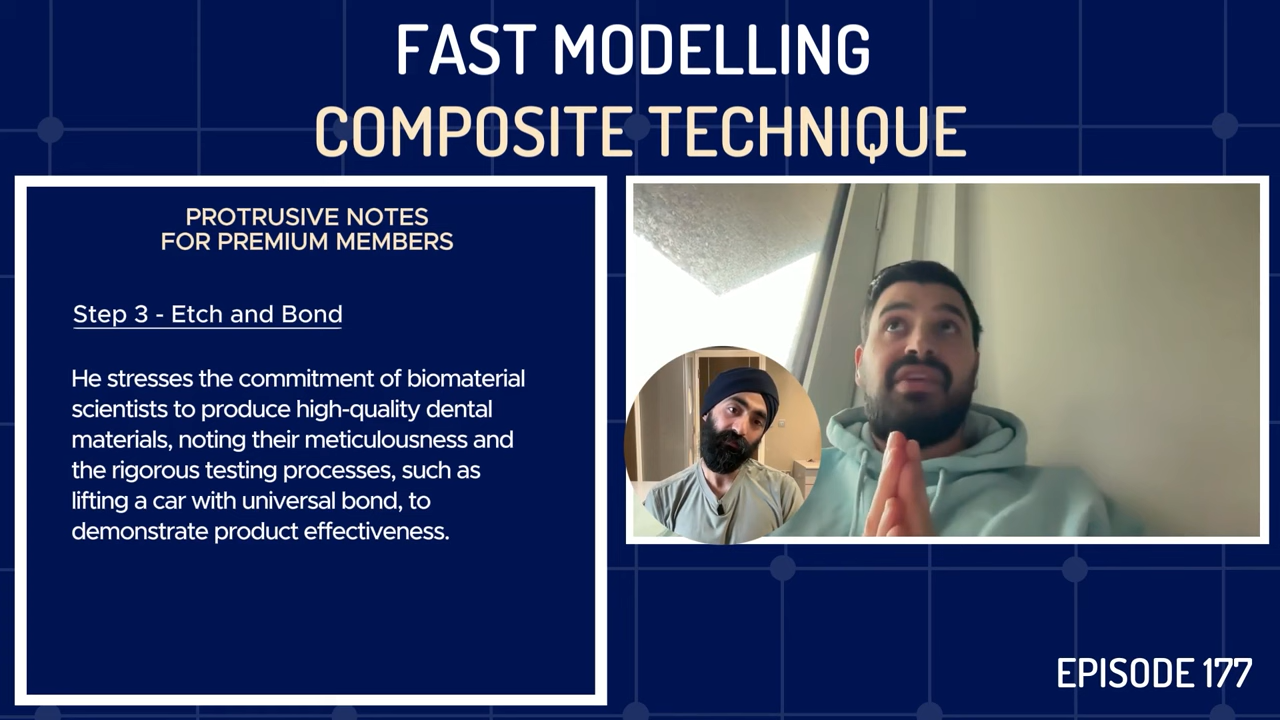 FAST MODELLING
COMPOSITE TECHNIQUE
PROTRUSIVE NOTES
FOR PREMIUM MEMBERS
Step 3 - Etch and Bond
He stresses the commitment of biomaterial
scientists to produce high-quality dental
materials, noting their meticulousness and
the rigorous testing processes, such as
lifting a car with universal bond, to
demonstrate product effectiveness.
EPISODE 177